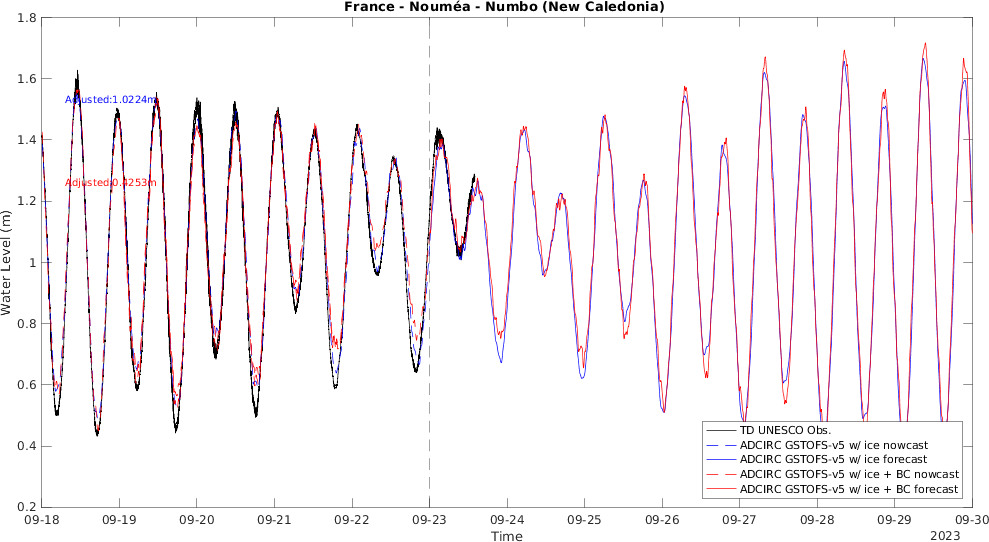 France - Nouméa - Numbo (New Caledonia)
1.8
1.6
1.4
1.2
1
0.8
0.6
0.4
0.2
Water Level (m)
Adjusted:1.0224m
Adjusted:0.4253m
TD UNESCO Obs.
ADCIRC GSTOFS-v5 w/ ice nowcast
ADCIRC GSTOFS-v5 w/ ice forecast
ADCIRC GSTOFS-v5 w/ ice + BC nowcast
ADCIRC GSTOFS-v5 w/ ice + BC forecast
09-18 09-19 09-20 09-21 09-22 09-23 09-24 09-25 09-26 09-27 09-28 09-29 09-30
Time
2023